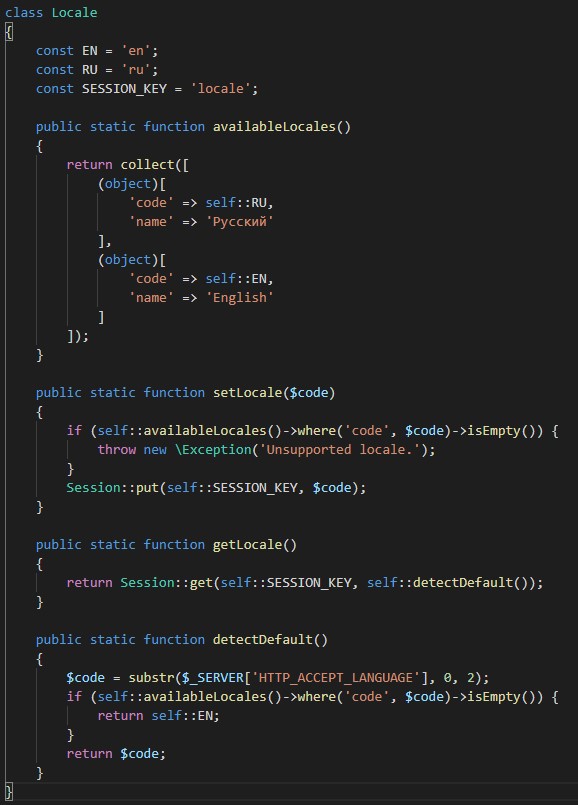 class Locale
{
    const EN = 'en';
    const RU = 'ru';
    const SESSION_KEY = 'locale';

    public static function availableLocales()
    {
        return collect([
            (object)[
                'code' => self::RU,
                'name' => 'Русский'
            ],
            (object)[
                'code' => self::EN,
                'name' => 'English'
            ]
        ]);
    }

    public static function setLocale($code)
    {
        if (self::availableLocales()->where('code', $code)->isEmpty()) {
            throw new \Exception('Unsupported locale.');
        }
        Session::put(self::SESSION_KEY, $code);
    }

    public static function getLocale()
    {
        return Session::get(self::SESSION_KEY, self::detectDefault());
    }

    public static function detectDefault()
    {
        $code = substr($_SERVER['HTTP_ACCEPT_LANGUAGE'], 0, 2);
        if (self::availableLocales()->where('code', $code)->isEmpty()) {
            return self::EN;
        }
        return $code;
    }
}